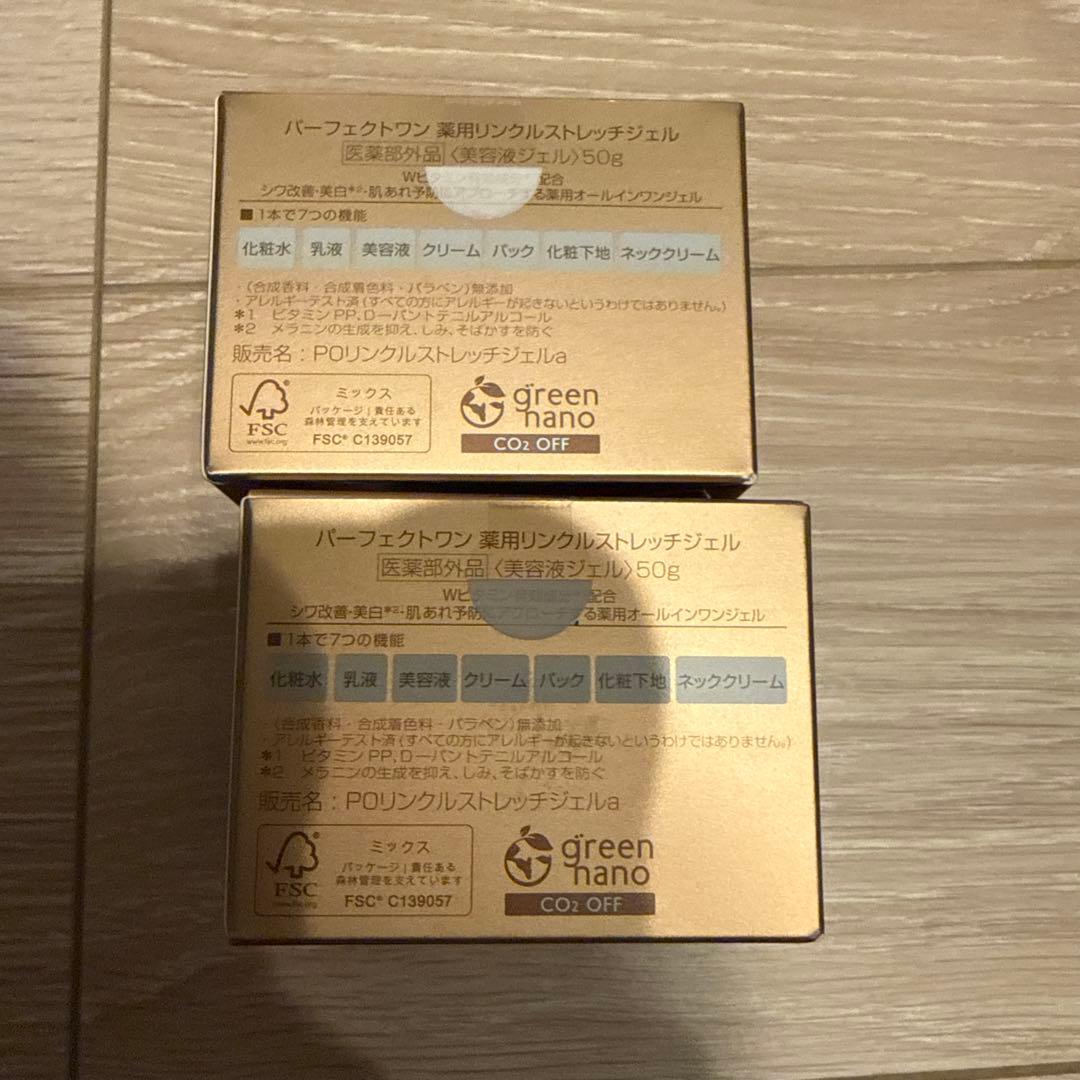 パーフェクトワン 薬用リンクルストレッチジェル
医薬部外品〈美容液ジェル〉50g
Wビタミン 配合
シワ改善・美白*2・肌あれ予防 する薬用オールインワンジェル
■1本で7つの機能
化粧水 乳液 美容液 クリーム パック 化粧下地 ネッククリーム
・(合成香料・合成着色料・パラベン)無添加
・アレルギーテスト済(すべての方にアレルギーが起きないというわけではありません。)
*1 ビタミンPP、D-パントテニルアルコール
*2 メラニンの生成を抑え、しみ、そばかすを防ぐ
販売名：POリンクルストレッチジェルa
FSC
www.fsc.org
ミックス
パッケージ|責任ある
森林管理を支えています
FSC® C139057
green
nano
CO2 OFF
パーフェクトワン 薬用リンクルストレッチジェル
医薬部外品〈美容液ジェル〉50g
Wビタミン 配合
シワ改善・美白*2・肌あれ予防にアプローチする薬用オールインワンジェル
■1本で7つの機能
化粧水 乳液 美容液 クリーム パック 化粧下地 ネッククリーム
・(合成香料・合成着色料・パラベン)無添加
・アレルギーテスト済(すべての方にアレルギーが起きないというわけではありません。)
*1 ビタミンPP、D-パントテニルアルコール
*2 メラニンの生成を抑え、しみ、そばかすを防ぐ
販売名：POリンクルストレッチジェルa
FSC
www.fsc.org
ミックス
パッケージ|責任ある
森林管理を支えています
FSC® C139057
green
nano
CO2 OFF